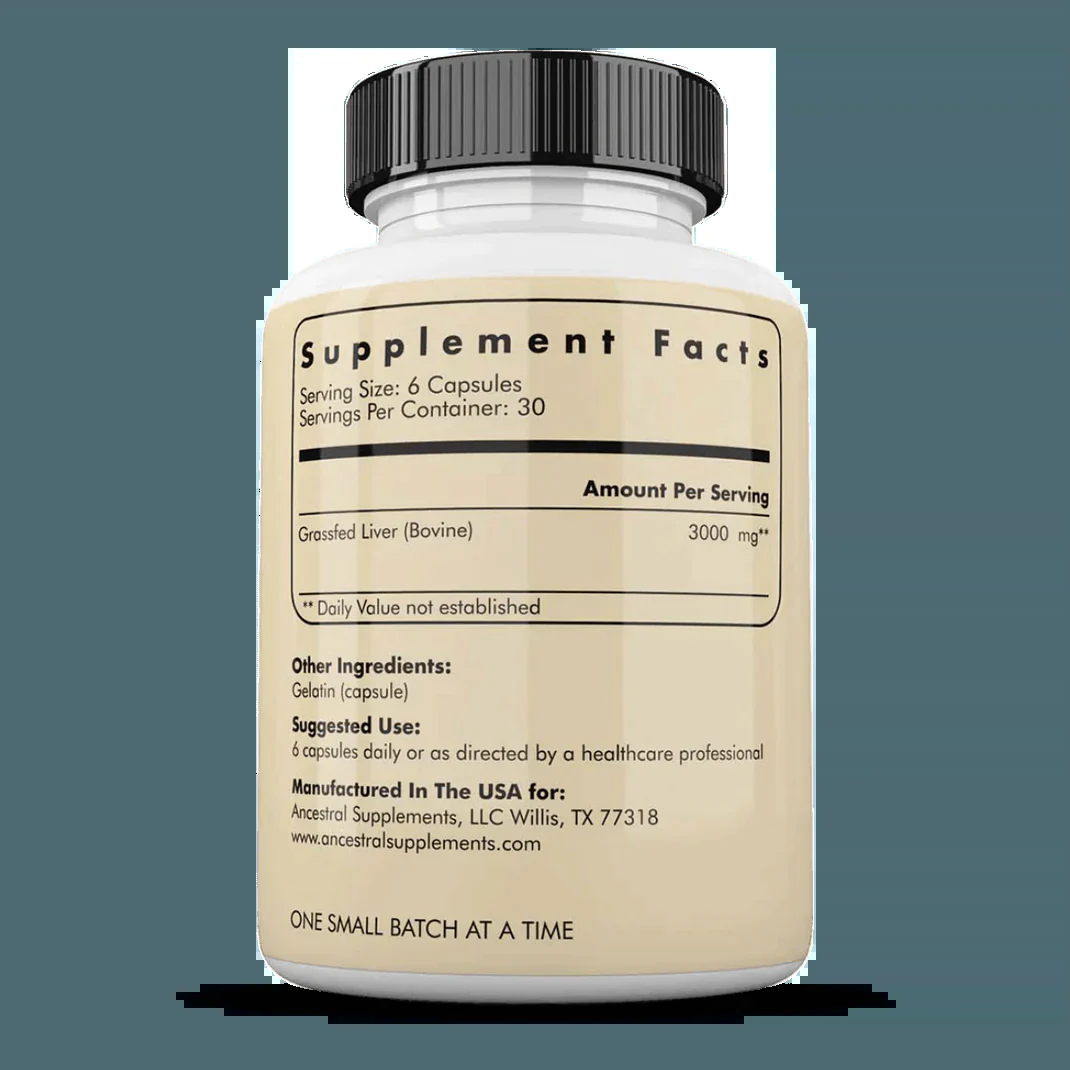 Supplement Facts
Serving Size: 6 Capsules
Servings Per Container: 30
Amount Per Serving
Grassfed Liver (Bovine) 3000 mg**
** Daily Value not established
Other Ingredients:
Gelatin (capsule)
Suggested Use:
6 capsules daily or as directed by a healthcare professional
Manufactured In The USA for:
Ancestral Supplements, LLC Willis, TX 77318
www.ancestralsupplements.com
ONE SMALL BATCH AT A TIME